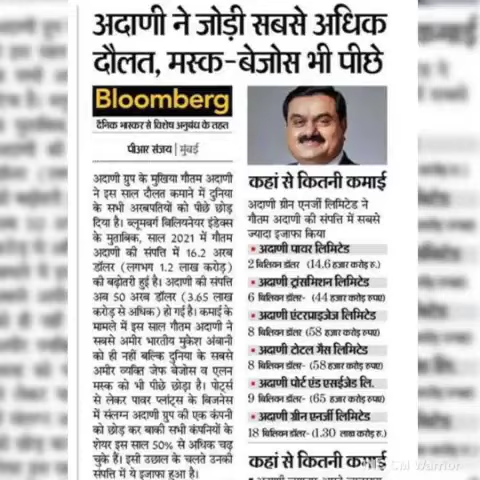 अदाणी ने जोड़ी सबसे अधिक
दौलत, मस्क-बेजोस भी पीछे
Bloomberg
दैनिक भास्कर से विशेष अनुबंध के तहत
पीआर संजय | मुंबई
अदाणी ग्रुप के मुखिया गौतम अदाणी
ने इस साल दौलत कमाने में दुनिया
के सभी अरबपतियों को पीछे छोड़
दिया है। ब्लूमबर्ग बिलियनेयर इंडेक्स
के मुताबिक, साल 2021 में गौतम
अदाणी की संपत्ति में 16.2 अरब
डॉलर (लगभग 1.2 लाख करोड़)
की बढ़ोतरी हुई है। अदाणी की संपत्ति
अब 50 अरब डॉलर (3.65 लाख
करोड़ से अधिक) हो गई है। कमाई के
मामले में इस साल गौतम अदाणी ने
सबसे अमीर भारतीय मुकेश अंबानी
को ही नहीं बल्कि दुनिया के सबसे
अमीर व्यक्ति जेफ बेजोस व एलन
मस्क को भी पीछे छोड़ा है। पोर्ट्स
से लेकर पावर प्लांट्स के बिजनेस
में संलग्न अदाणी ग्रुप की एक कंपनी
को छोड़ कर बाकी सभी कंपनियों के
शेयर इस साल 50% से अधिक चढ़
चुके हैं। इसी उछाल के चलते उनकी
संपत्ति में ये इजाफा हुआ है।
कहां से कितनी कमाई
अदाणी ग्रीन एनर्जी लिमिटेड ने
गौतम अदाणी की संपत्ति में सबसे
ज्यादा इजाफा किया
• अदाणी पावर लिमिटेड
2 बिलियन डॉलर (14.6 हजार करोड़ रु.)
• अदाणी ट्रांसमिशन लिमिटेड
6 बिलियन डॉलर- (44 हजार करोड़ रुपए)
• अदाणी एंटरप्राइजेज लिमिटेड
8 बिलियन डॉलर (58 हजार करोड़ रुपए)
• अदाणी टोटल गैस लिमिटेड
8 बिलियन डॉलर- (58 हजार करोड़ रुपए)
• अदाणी पोर्ट एंड एसईजेड लि.
9 बिलियन डॉलर- (65 हजार करोड़ रुपए)
• अदाणी ग्रीन एनर्जी लिमिटेड
18 बिलियन डॉलर- (1.30 लाख करोड़ रु.)
कहां से कितनी कमाई
CM Warrior